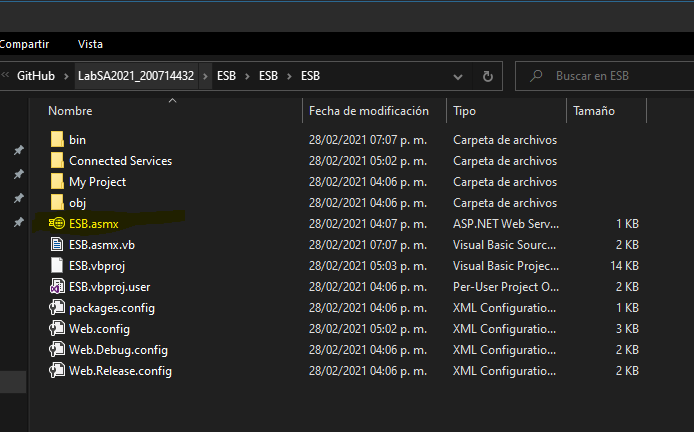 Compartir Vista
« GitHub > LabSA2021_200714432 > ESB > ESB > ESB Buscar en ESB
Nombre Fecha de modificación Tipo Tamaño
bin 28/02/2021 07:07 p. m. Carpeta de archivos
Connected Services 28/02/2021 05:02 p. m. Carpeta de archivos
My Project 28/02/2021 04:06 p. m. Carpeta de archivos
obj 28/02/2021 04:06 p. m. Carpeta de archivos
ESB.asmx 28/02/2021 04:07 p. m. ASP.NET Web Serv... 1 KB
ESB.asmx.vb 28/02/2021 07:07 p. m. Visual Basic Sourc... 2 KB
ESB.vbproj 28/02/2021 05:03 p. m. Visual Basic Projec... 14 KB
ESB.vbproj.user 28/02/2021 04:06 p. m. Per-User Project O... 2 KB
packages.config 28/02/2021 04:06 p. m. XML Configuratio... 1 KB
Web.config 28/02/2021 05:02 p. m. XML Configuratio... 3 KB
Web.Debug.config 28/02/2021 04:06 p. m. XML Configuratio... 2 KB
Web.Release.config 28/02/2021 04:06 p. m. XML Configuratio... 2 KB